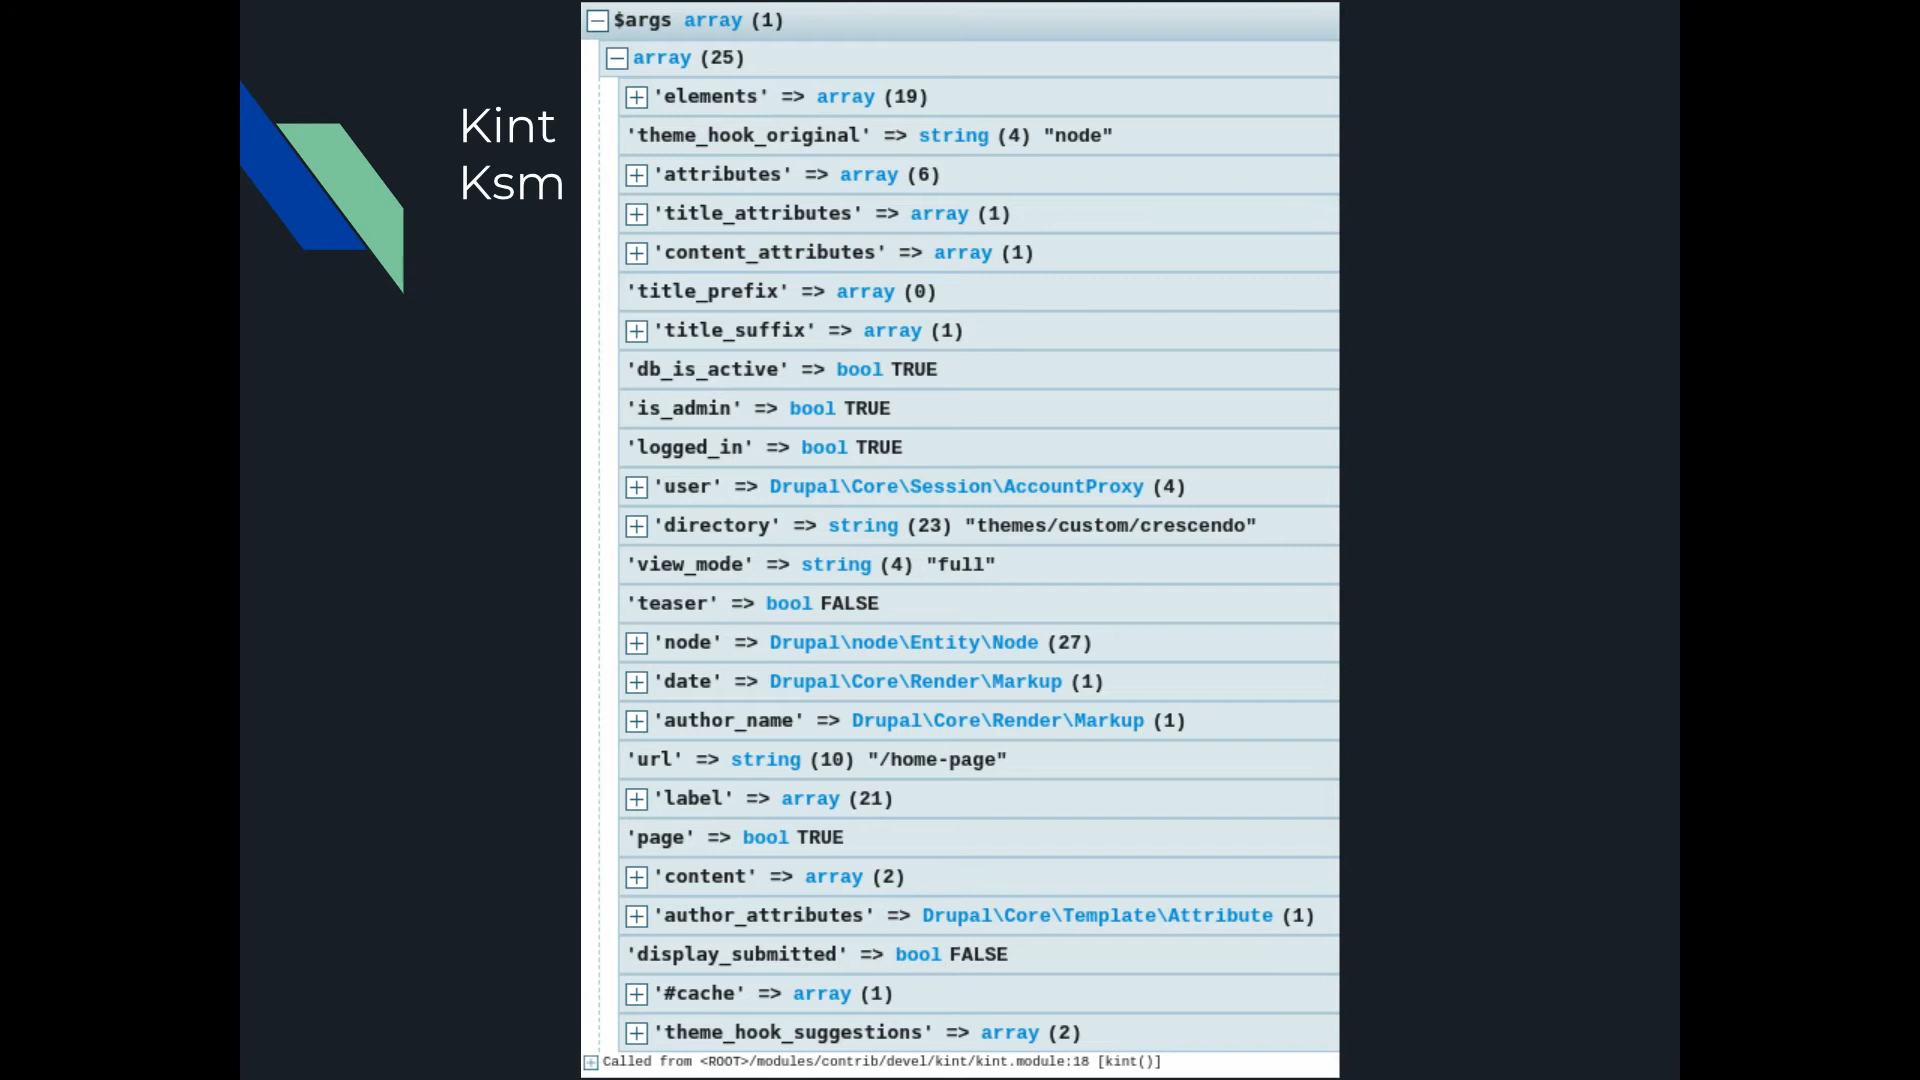 Kint
Ksm
$args array (1)
array (25)
'elements' => array (19)
'theme_hook_original' => string (4) "node"
'attributes' => array (6)
'title_attributes' => array (1)
'content_attributes' => array (1)
'title_prefix' => array (0)
'title_suffix' => array (1)
'db_is_active' => bool TRUE
'is_admin' => bool TRUE
'logged_in' => bool TRUE
'user' => Drupal\Core\Session\AccountProxy (4)
'directory' => string (23) "themes/custom/crescendo"
'view_mode' => string (4) "full"
'teaser' => bool FALSE
'node' => Drupal\node\Entity\Node (27)
'date' => Drupal\Core\Render\Markup (1)
'author_name' => Drupal\Core\Render\Markup (1)
'url' => string (10) "/home-page"
'label' => array (21)
'page' => bool TRUE
'content' => array (2)
'author_attributes' => Drupal\Core\Template\Attribute (1)
'display_submitted' => bool FALSE
'#cache' => array (1)
'theme_hook_suggestions' => array (2)
Called from <ROOT>/modules/contrib/devel/kint/kint.module:18 [kint()]